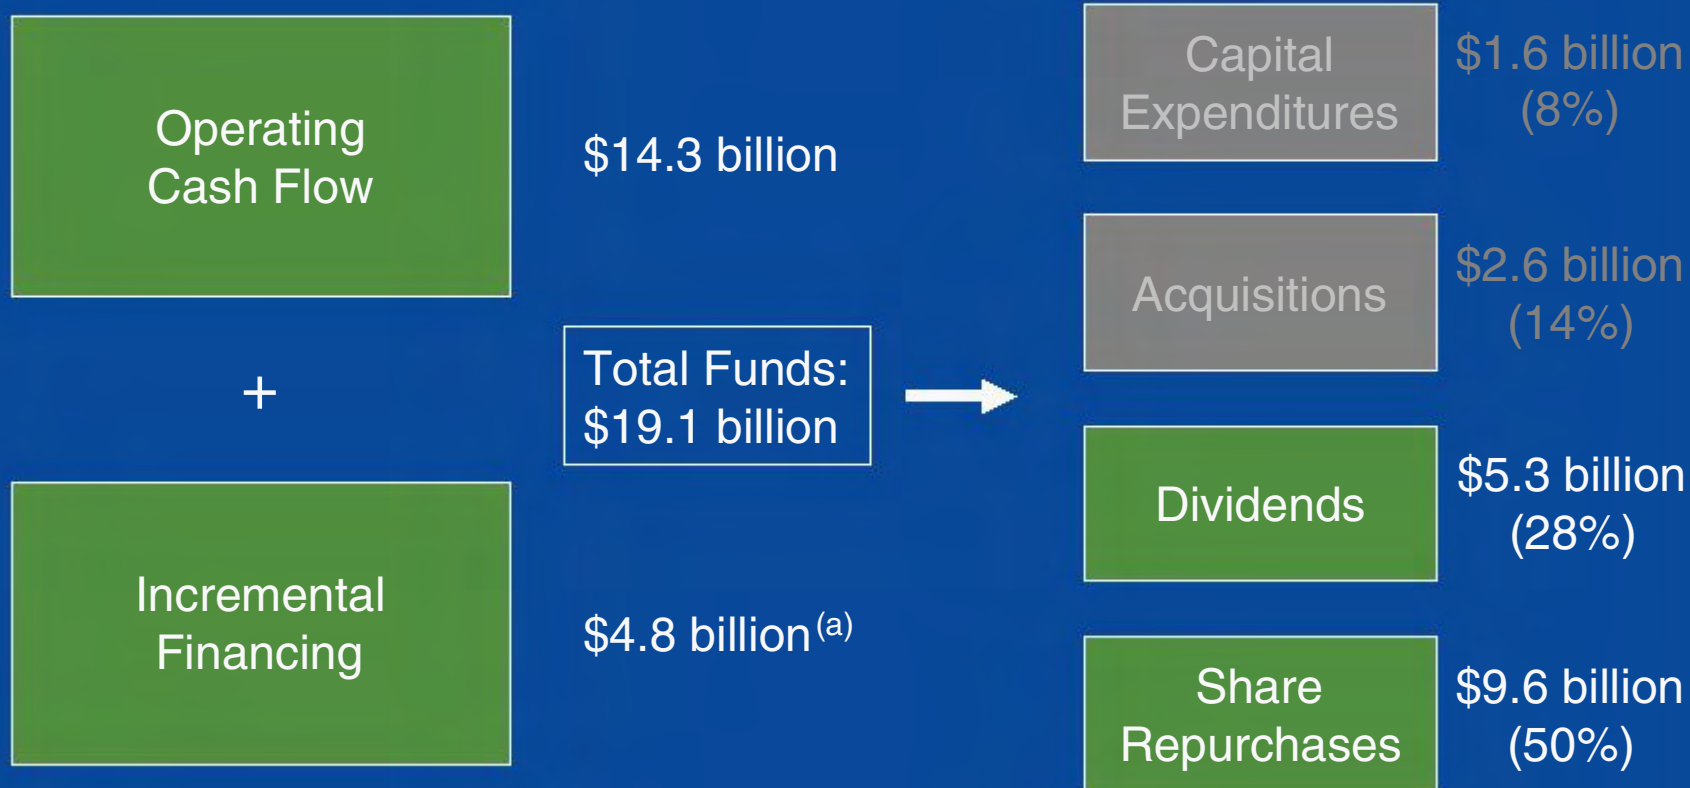 Operating
Cash Flow
$14.3 billion
+
Incremental
Financing
$4.8 billion(a)
Total Funds:
$19.1 billion
Capital
Expenditures
$1.6 billion
(8%)
Acquisitions
$2.6 billion
(14%)
Dividends
$5.3 billion
(28%)
Share
Repurchases
$9.6 billion
(50%)